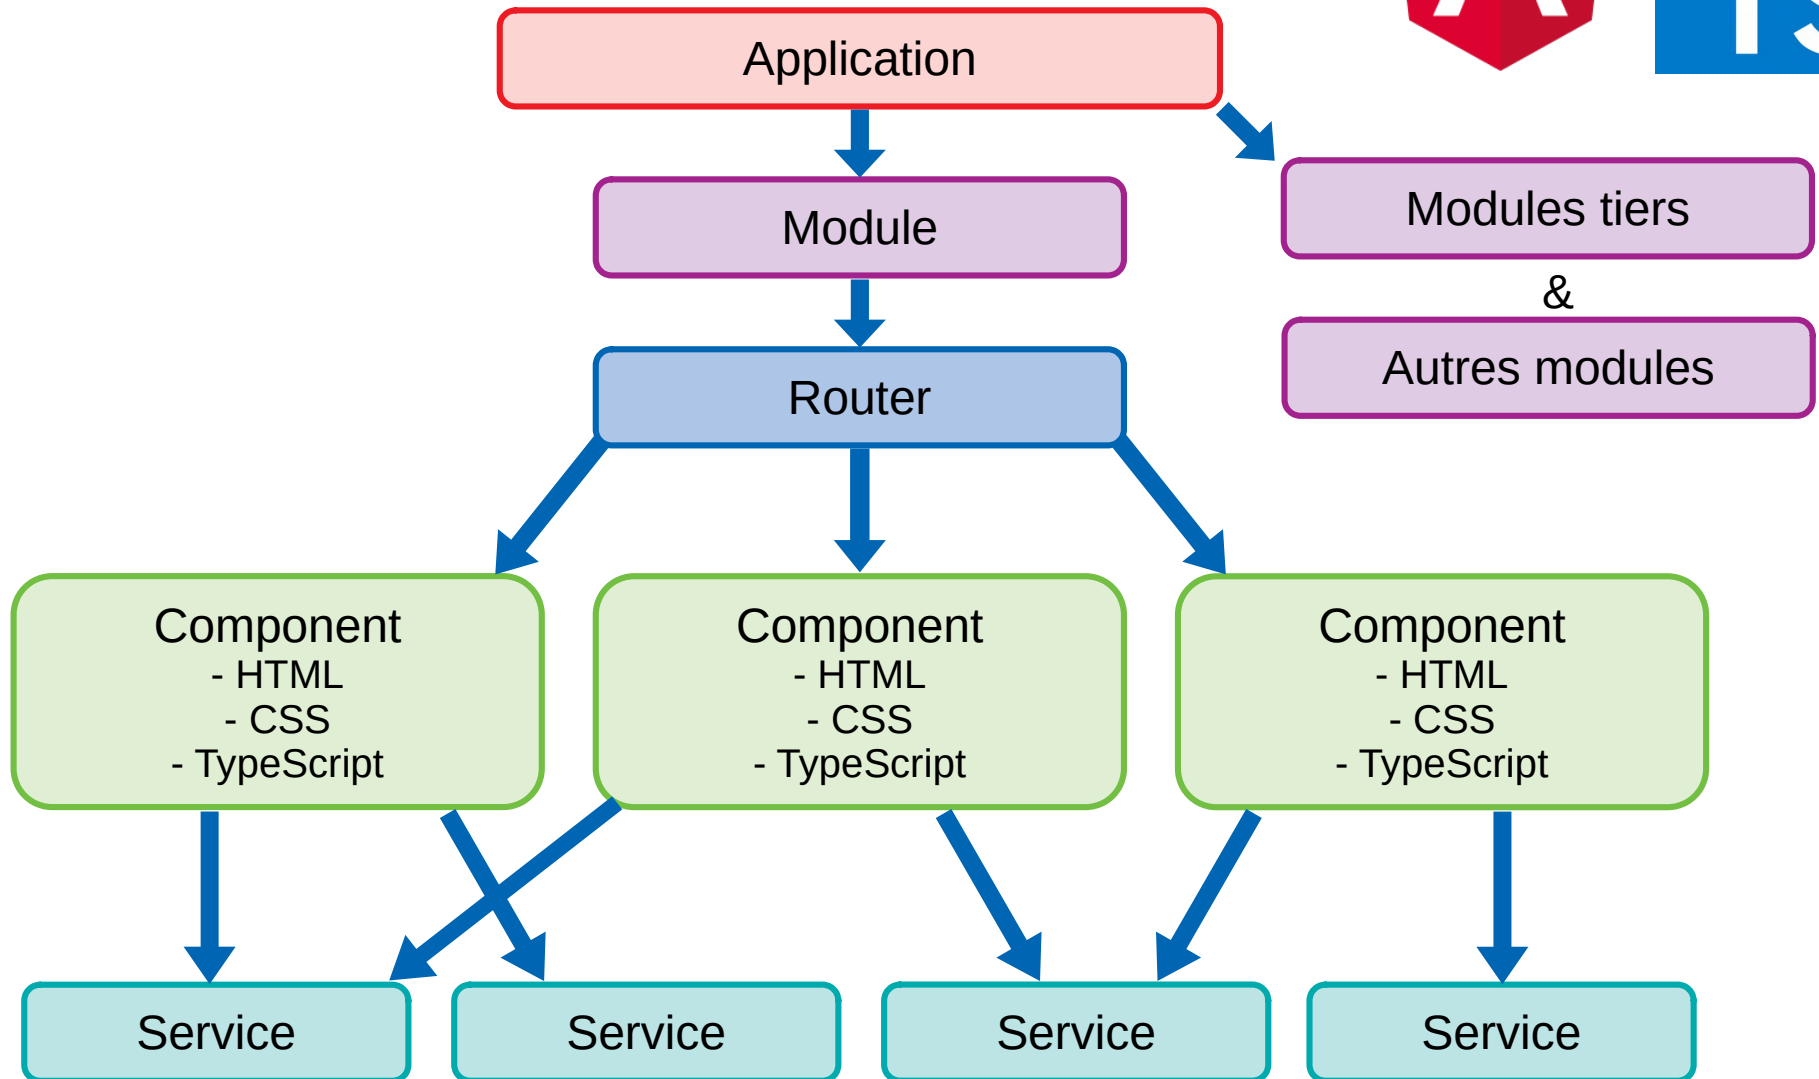 Application
Module
Modules tiers
&
Autres modules
Router
Component
- HTML
- CSS
- TypeScript
Component
- HTML
- CSS
- TypeScript
Component
- HTML
- CSS
- TypeScript
Service
Service
Service
Service